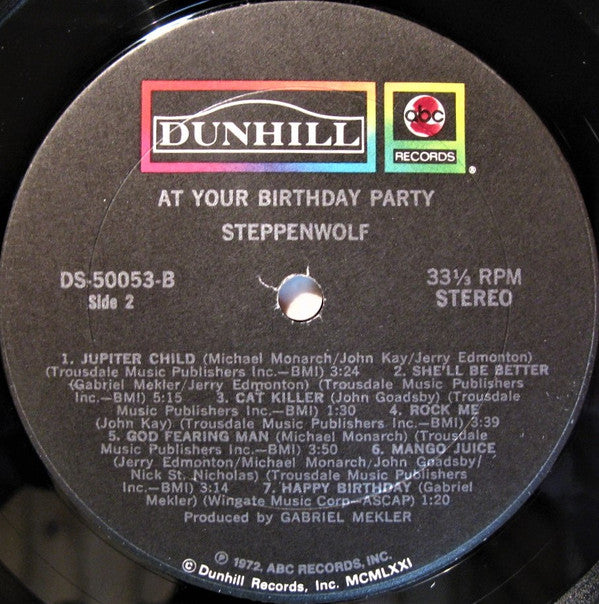 DUNHILL
abc
RECORDS
®
AT YOUR BIRTHDAY PARTY
STEPPENWOLF
DS-50053-B
Side 2
33⅓ RPM
STEREO
1. JUPITER CHILD (Michael Monarch/John Kay/Jerry Edmonton)
(Trousdale Music Publishers Inc.—BMI) 3:24 2. SHE'LL BE BETTER
(Gabriel Mekler/Jerry Edmonton) (Trousdale Music Publishers
Inc.—BMI) 5:15 3. CAT KILLER (John Goadsby) (Trousdale
Music Publishers Inc.—BMI) 1:30 4. ROCK ME
(John Kay) (Trousdale Music Publishers Inc.—BMI) 3:39
5. GOD FEARING MAN (Michael Monarch) (Trousdale
Music Publishers Inc.—BMI) 3:50 6. MANGO JUICE
(Jerry Edmonton/Michael Monarch/John Goadsby/
Nick St. Nicholas) (Trousdale Music Publishers
Inc.—BMI) 3:14 7. HAPPY BIRTHDAY (Gabriel
Mekler) (Wingate Music Corp—ASCAP) 1:20
Produced by GABRIEL MEKLER
℗ 1972, ABC RECORDS, INC.
© Dunhill Records, Inc. MCMLXXI